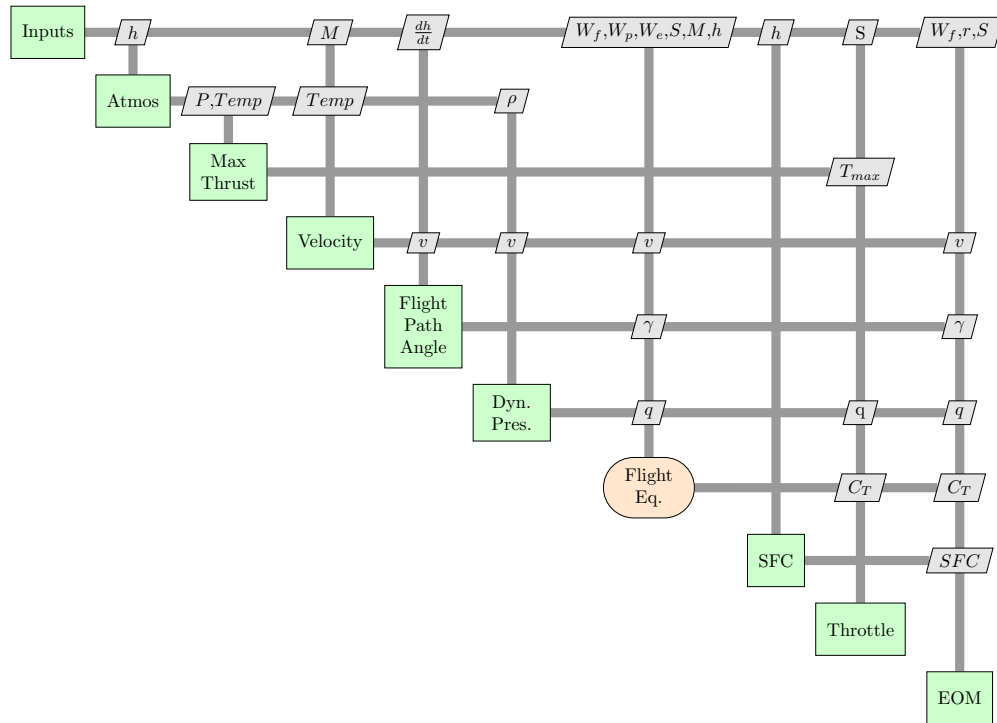 Inputs
h
M
dh
dt
W_f,W_p,W_e,S,M,h
h
S
W_f,r,S
Atmos
P,Temp
Temp
ρ
Max
Thrust
T_max
Velocity
v
v
v
v
Flight
Path
Angle
γ
γ
Dyn.
Pres.
q
q
q
Flight
Eq.
C_T
C_T
SFC
SFC
Throttle
EOM